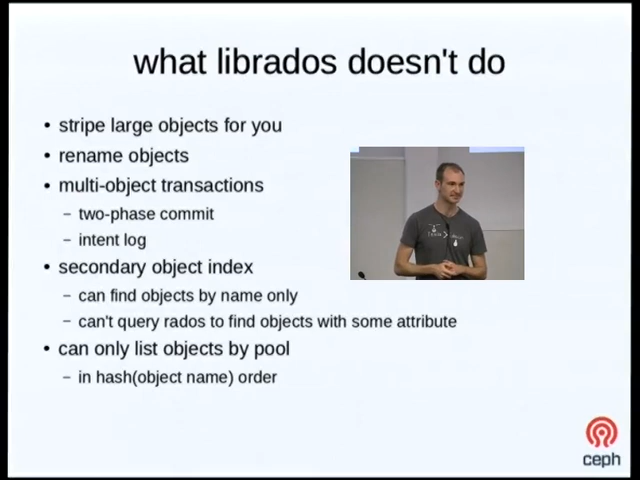 what librados doesn't do
• stripe large objects for you
• rename objects
• multi-object transactions
– two-phase commit
– intent log
• secondary object index
– can find objects by name only
– can't query rados to find objects with some attribute
• can only list objects by pool
– in hash(object name) order
ceph